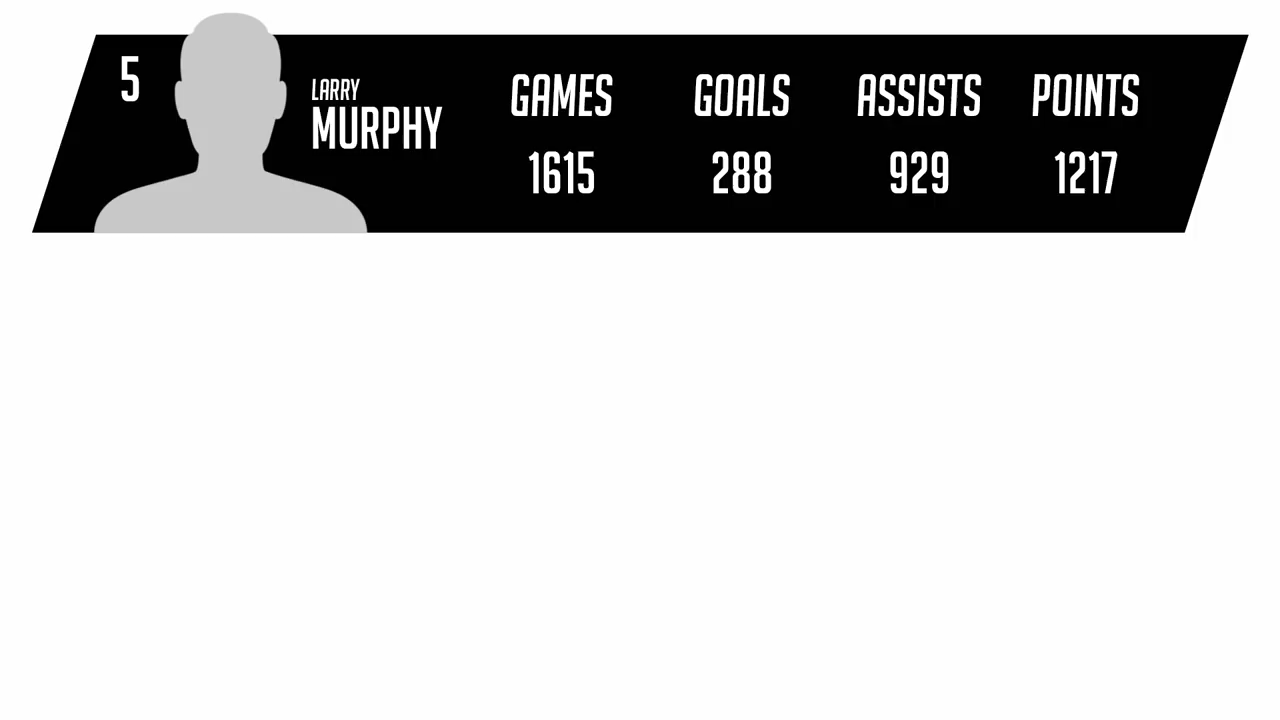 5
LARRY
MURPHY
GAMES GOALS ASSISTS POINTS
1615 288 929 1217